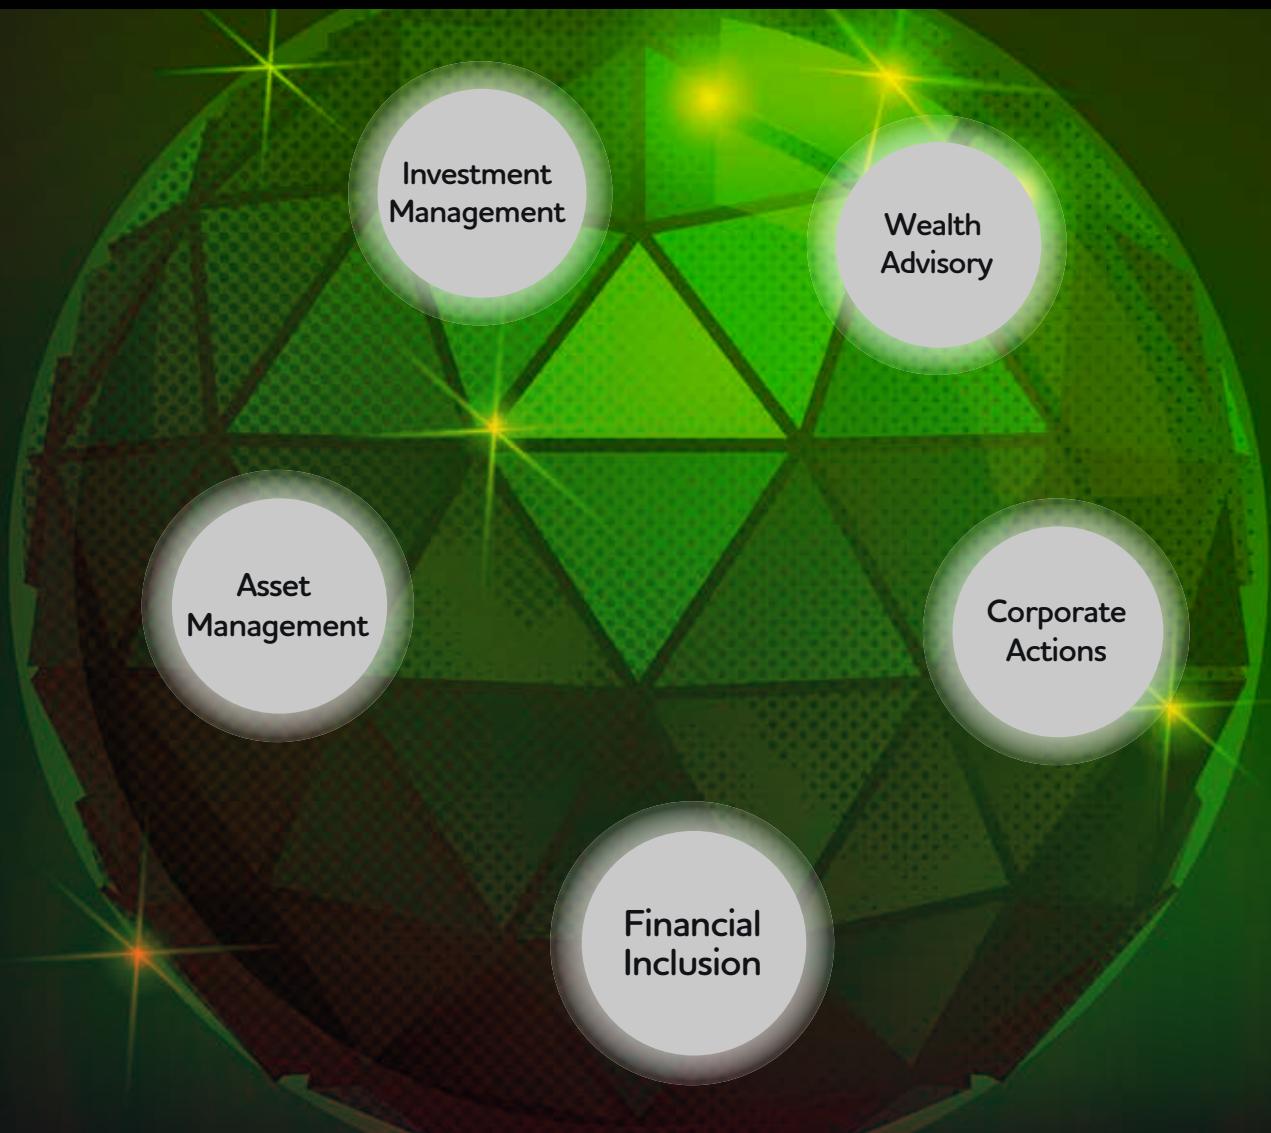 Investment
Management
Wealth
Advisory
Asset
Management
Corporate
Actions
Financial
Inclusion